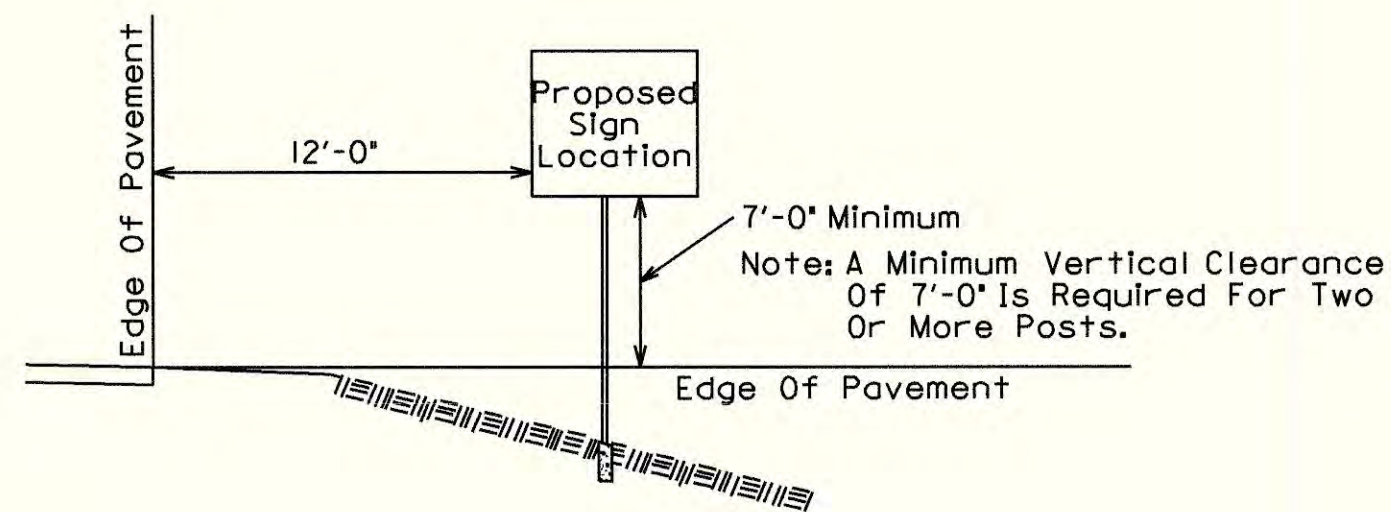 Edge Of Pavement
Proposed
Sign
Location
12'-0"
7'-0" Minimum
Note: A Minimum Vertical Clearance
Of 7'-0" Is Required For Two
Or More Posts.
Edge Of Pavement